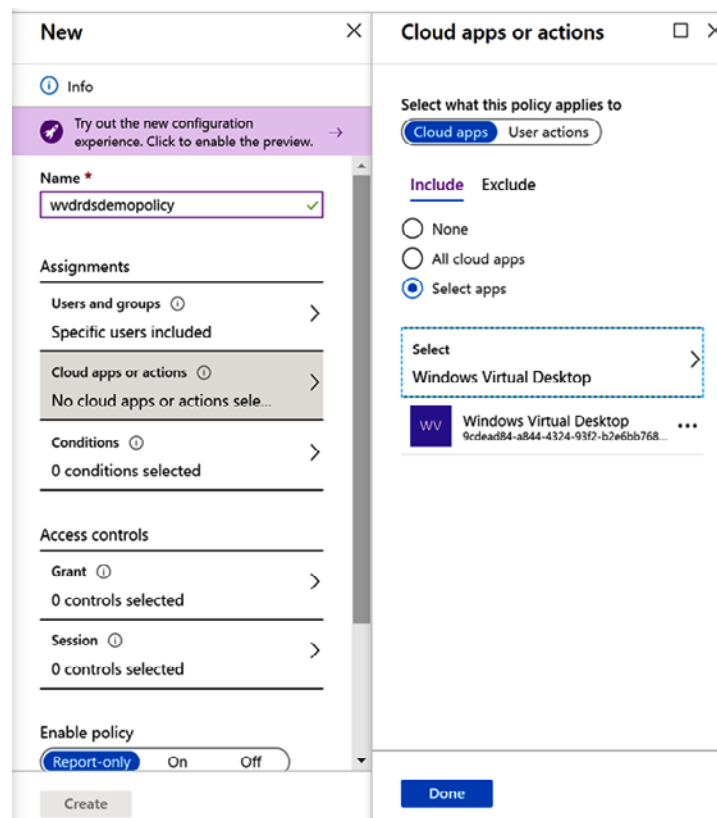 New
Info
Try out the new configuration
experience. Click to enable the preview.
Name *
wvdrdsdemopolicy
Assignments
Users and groups
Specific users included
Cloud apps or actions
No cloud apps or actions sele...
Conditions
0 conditions selected
Access controls
Grant
0 controls selected
Session
0 controls selected
Enable policy
Report-only On Off
Create
Cloud apps or actions
Select what this policy applies to
Cloud apps User actions
Include Exclude
None
All cloud apps
Select apps
Select
Windows Virtual Desktop
WV
Windows Virtual Desktop
9cdead84-a844-4324-93f2-b2e6bb768...
Done